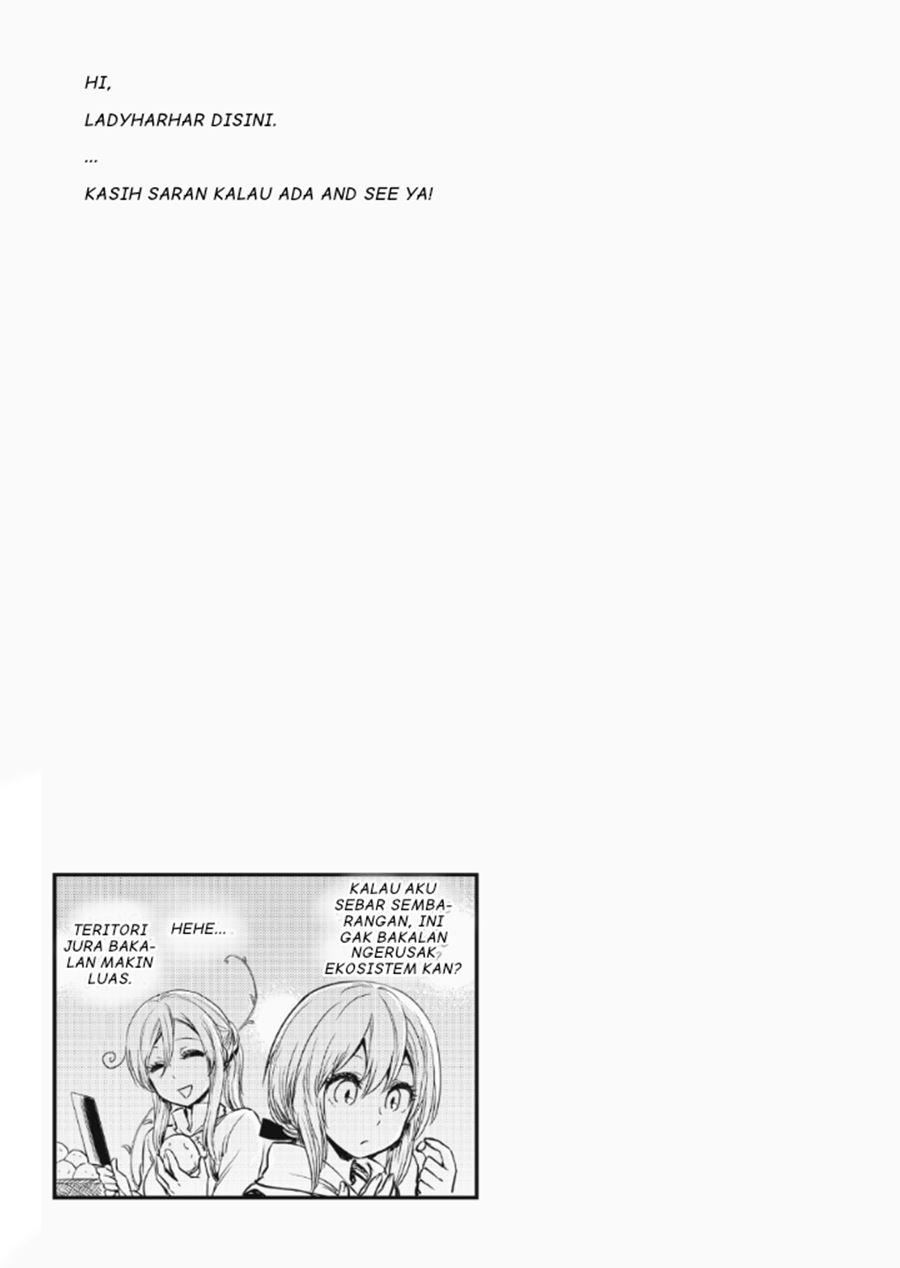 HI,
LADYHARHAR DISINI.
...
KASIH SARAN KALAU ADA AND SEE YA!
KALAU AKU
SEBAR SEMBA-
RANGAN, INI
GAK BAKALAN
NGERUSAK
EKOSISTEM KAN?
HEHE...
TERITORI
JURA BAKA-
LAN MAKIN
LUAS.